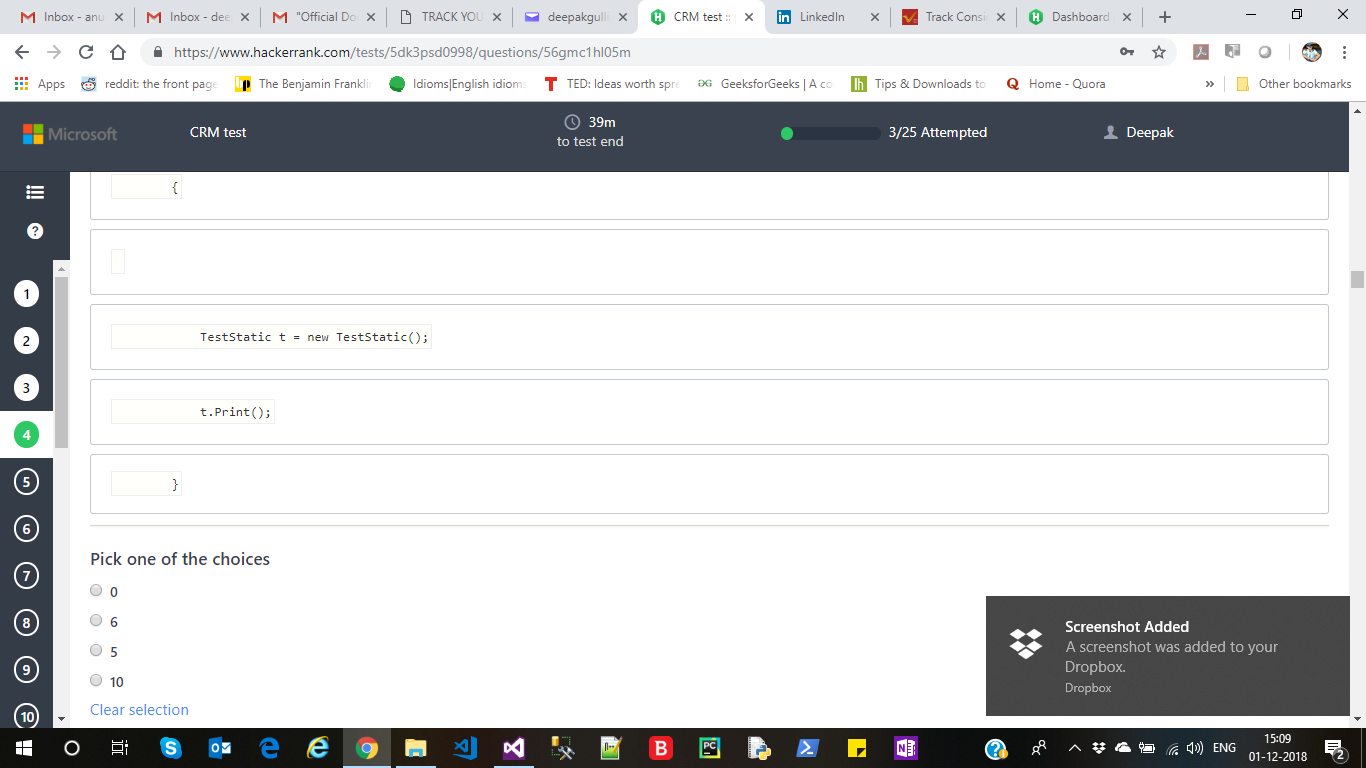 Inbox - anu
Inbox - dee
"Official Do
TRACK YOU
deepakgulli
CRM test ::
LinkedIn
Track Consi
Dashboard
https://www.hackerrank.com/tests/5dk3psd0998/questions/56gmc1hl05m
Apps
reddit: the front page
The Benjamin Franklin
Idioms|English idiom
TED: Ideas worth spre
GeeksforGeeks | A co
Tips & Downloads to
Home - Quora
»
Other bookmarks
Microsoft
CRM test
39m
to test end
3/25 Attempted
Deepak
{
TestStatic t = new TestStatic();
t.Print();
}
?
1
2
3
4
5
6
7
8
9
10
Pick one of the choices
0
6
5
10
Clear selection
Screenshot Added
A screenshot was added to your
Dropbox.
Dropbox
ENG
15:09
01-12-2018
2